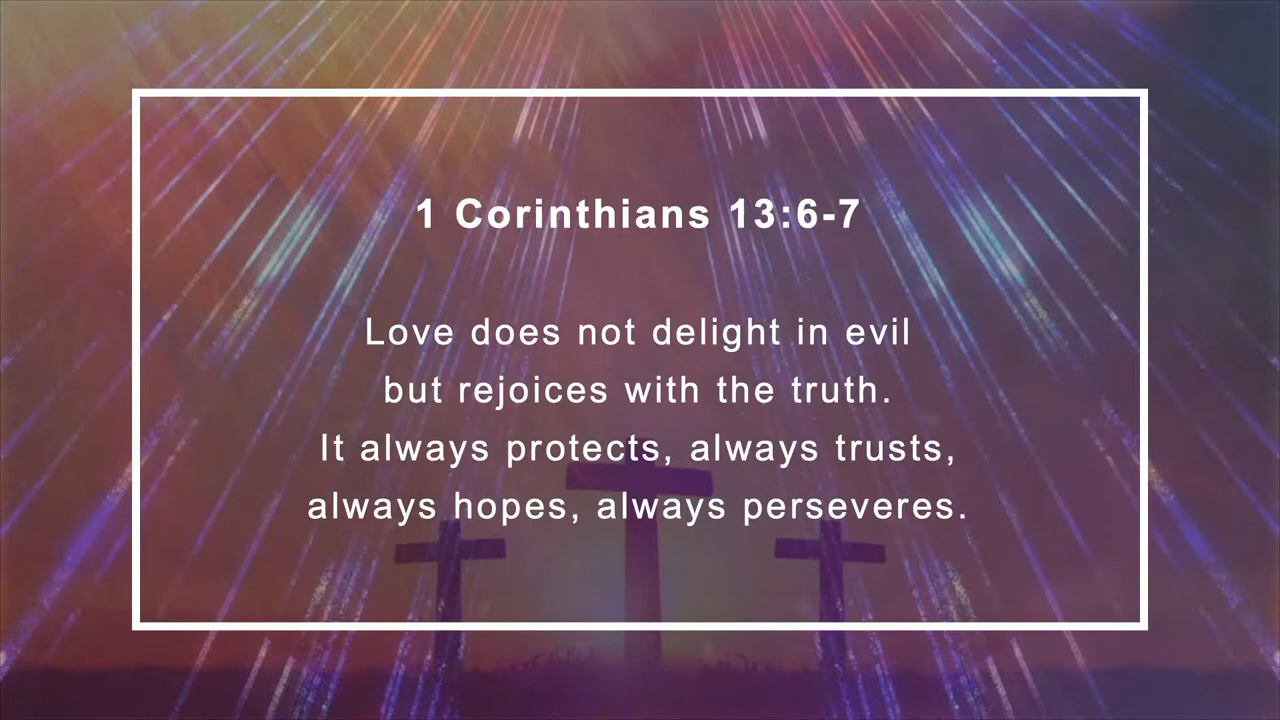 1 Corinthians 13:6-7
Love does not delight in evil
but rejoices with the truth.
It always protects, always trusts,
always hopes, always perseveres.